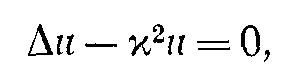 Δu − ϰ²u = 0,